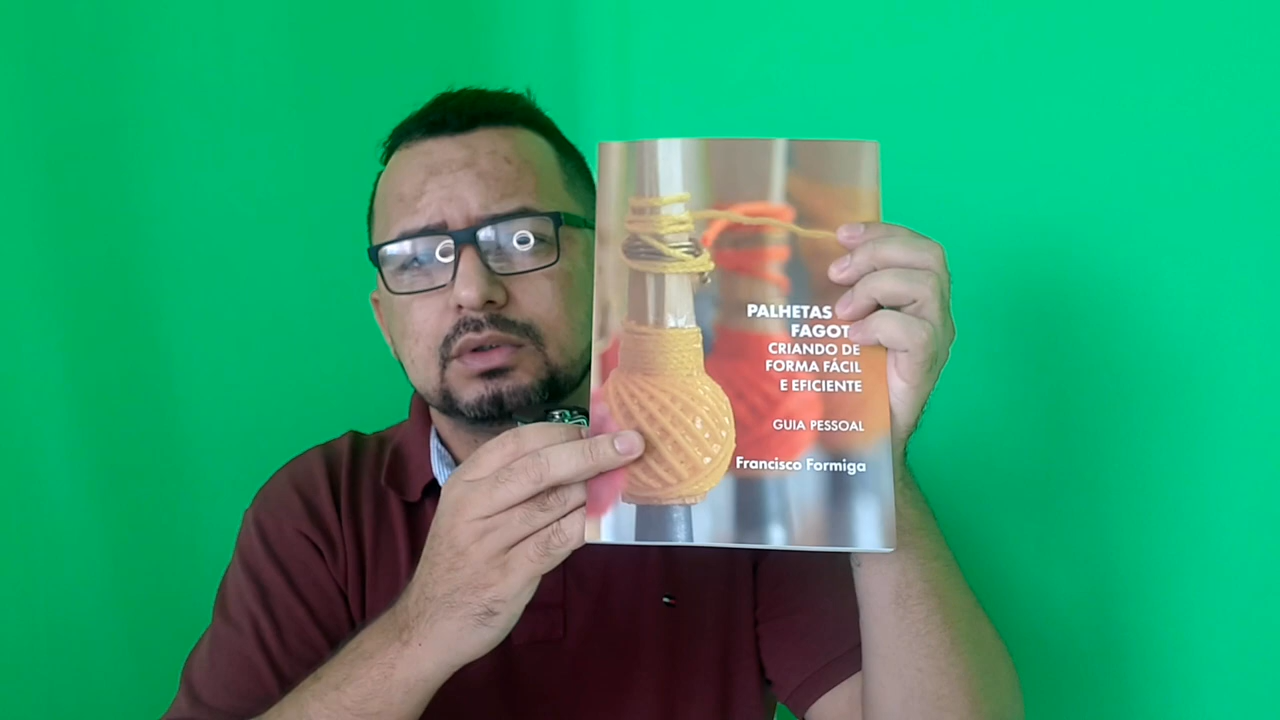 PALHETAS
FAGOT
CRIANDO DE
FORMA FÁCIL
E EFICIENTE
GUIA PESSOAL
Francisco Formiga